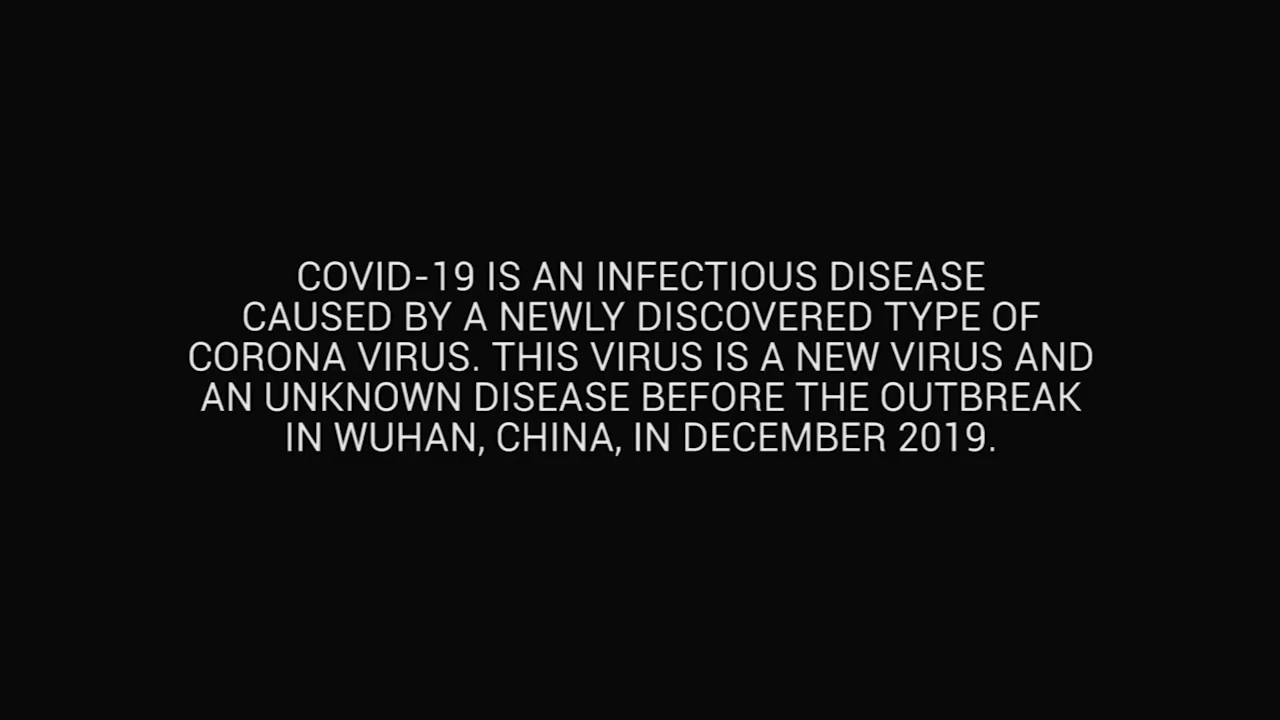 COVID-19 IS AN INFECTIOUS DISEASE
CAUSED BY A NEWLY DISCOVERED TYPE OF
CORONA VIRUS. THIS VIRUS IS A NEW VIRUS AND
AN UNKNOWN DISEASE BEFORE THE OUTBREAK
IN WUHAN, CHINA, IN DECEMBER 2019.